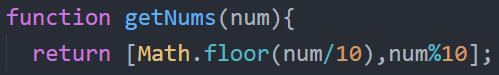 function getNums(num){
  return [Math.floor(num/10),num%10];